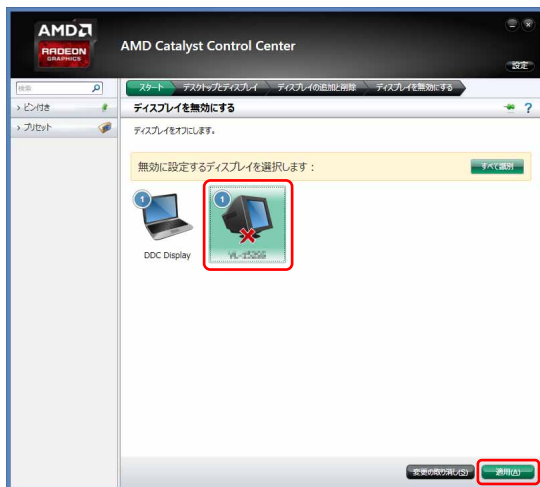 AMD
RADEON
GRAPHICS
AMD Catalyst Control Center
設定
検索
スタート デスクトップとディスプレイ ディスプレイの追加と削除 ディスプレイを無効にする
ピン付き
プリセット
ディスプレイを無効にする
?
ディスプレイをオフにします。
無効に設定するディスプレイを選択します：
すべて識別
1
1
DDC Display
変更の取り消し(S)
適用(A)